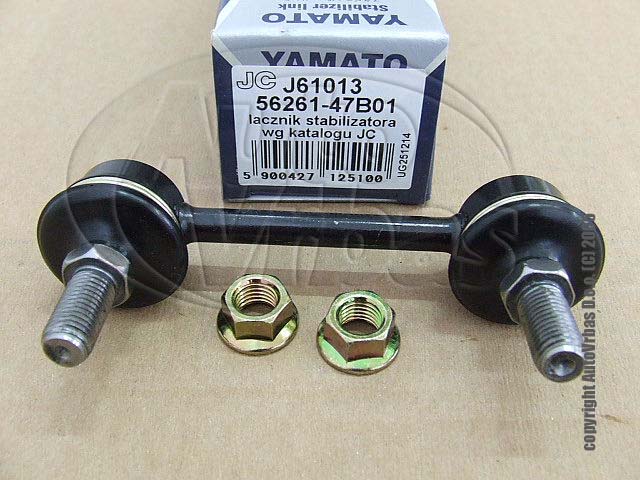 YAMATO
Stabilizer link
YAMATO
JC J61013
56261-47B01
lacznik stabilizatora
wg katalogu JC
5 900427 125100
UG251214
copyright AutoVrbas D.o.o. (C) 2008